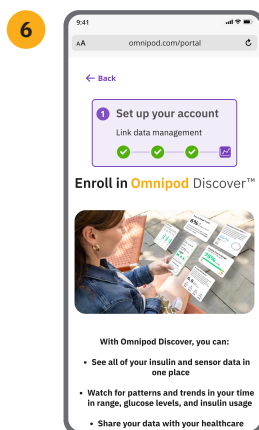 6
9:41
AA omnipod.com/portal
← Back
1 Set up your account
Link data management
Enroll in Omnipod Discover™
6%
76%
With Omnipod Discover, you can:
• See all of your insulin and sensor data in
one place
• Watch for patterns and trends in your time
in range, glucose levels, and insulin usage
• Share your data with your healthcare